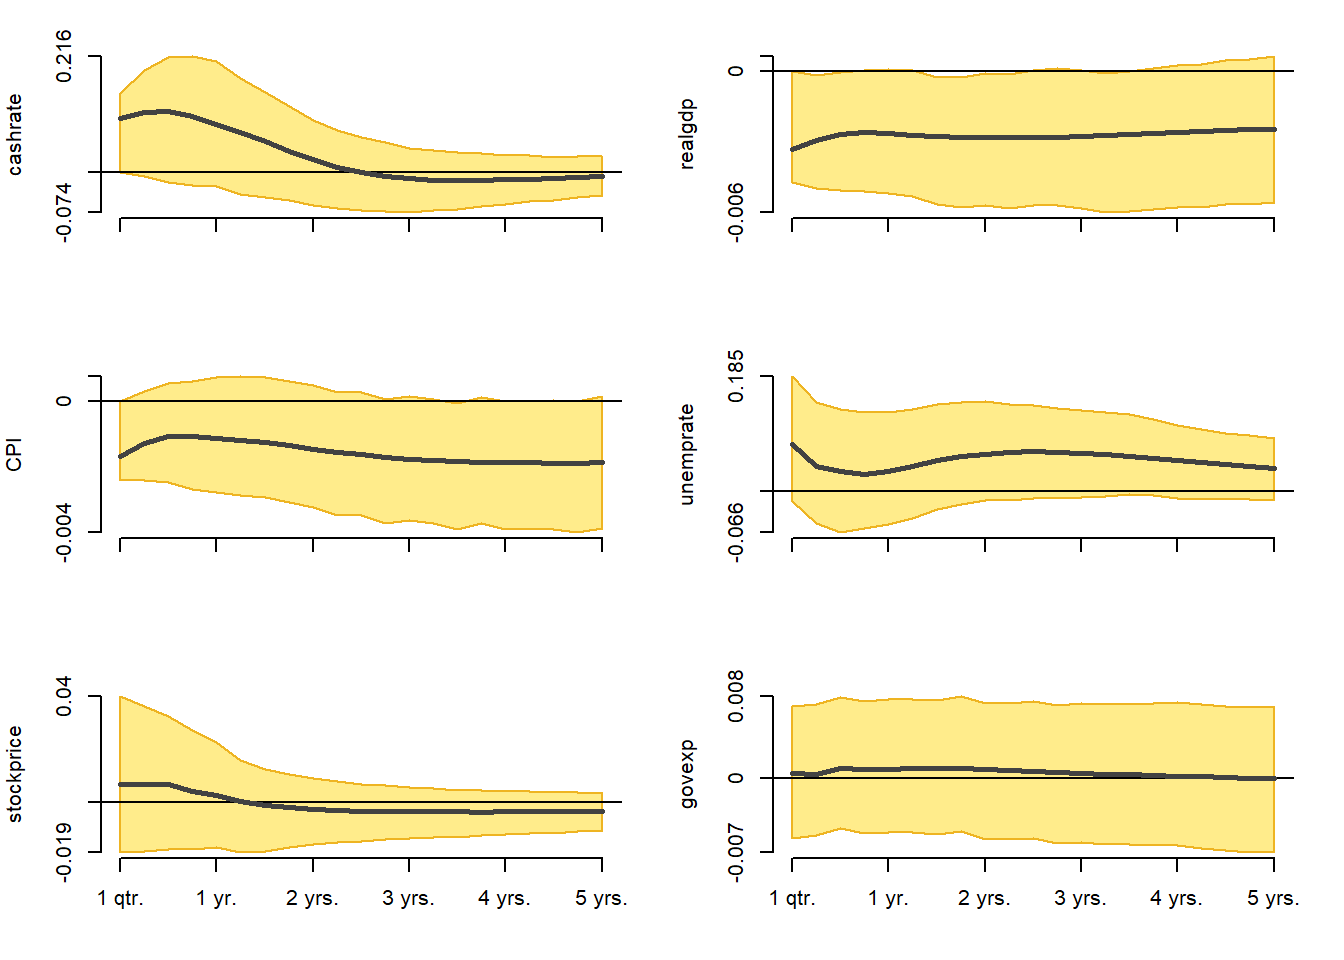 cashrate
0.216
-0.074
realgdp
0
-0.006
CPI
0
-0.004
unemprate
0.185
-0.066
stockprice
0.04
-0.019
govexp
0.008
0
-0.007
1 qtr. 1 yr. 2 yrs. 3 yrs. 4 yrs. 5 yrs.
1 qtr. 1 yr. 2 yrs. 3 yrs. 4 yrs. 5 yrs.